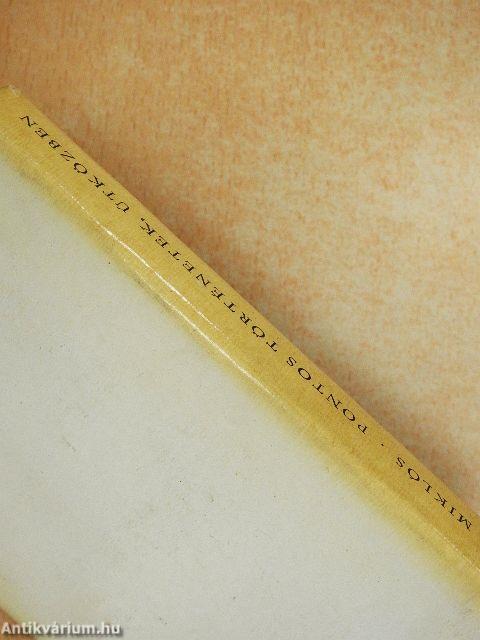 MIKLÓS . PONTOS TÖRTÉNETEK, ÚTKÖZBEN
Antikvárium.hu